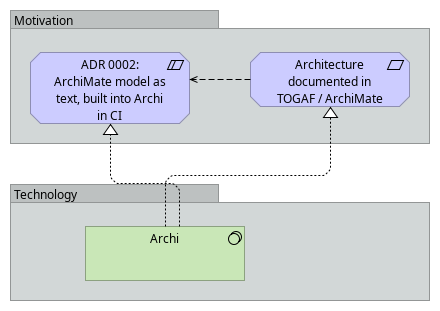 Motivation
ADR 0002:
ArchiMate model as
text, built into Archi
in CI
Architecture
documented in
TOGAF / ArchiMate
Technology
Archi